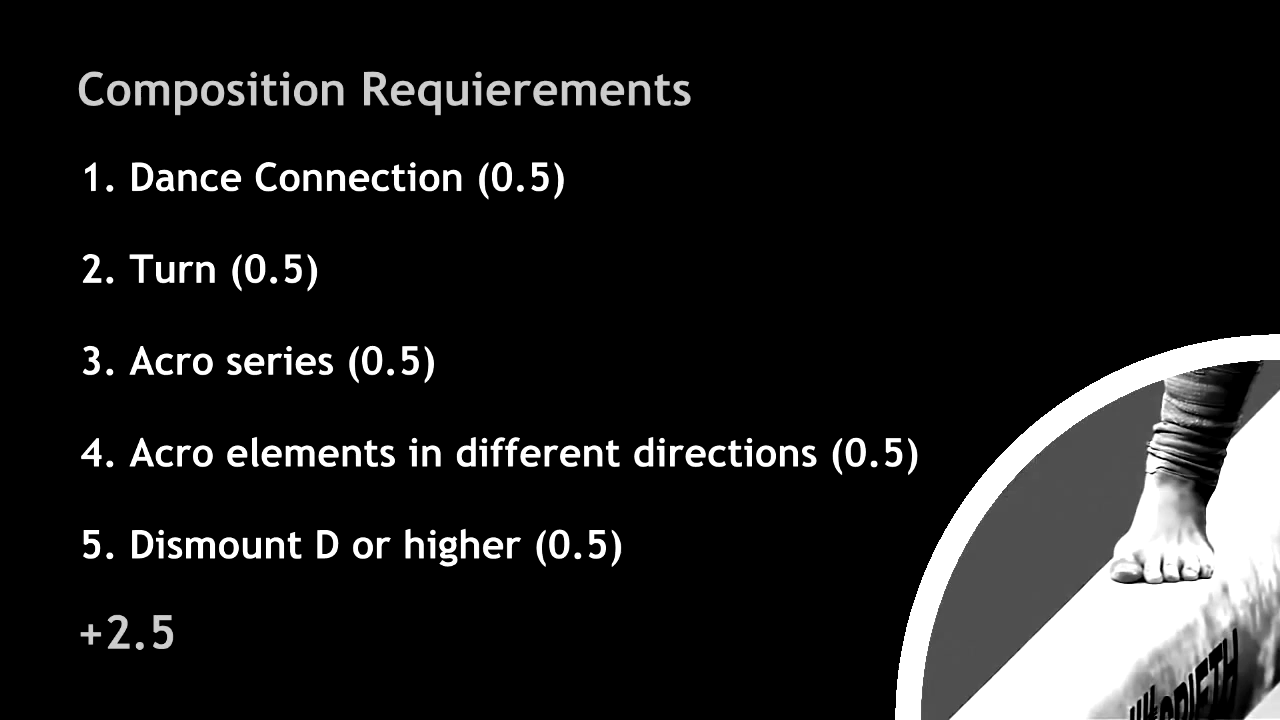 Composition Requierements
1. Dance Connection (0.5)
2. Turn (0.5)
3. Acro series (0.5)
4. Acro elements in different directions (0.5)
5. Dismount D or higher (0.5)
+2.5